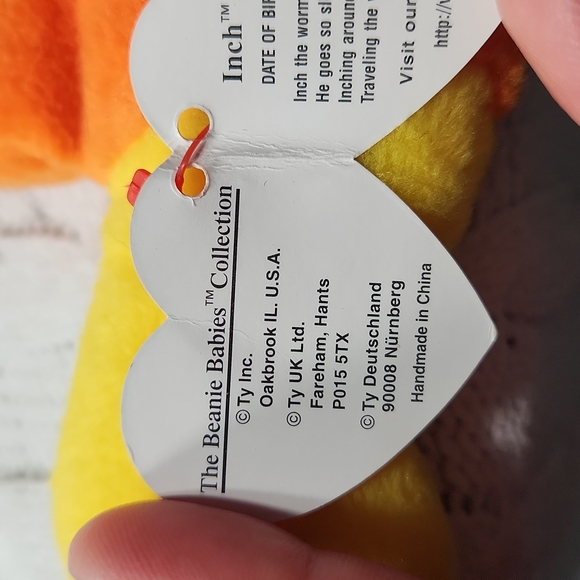 The Beanie Babies™ Collection
© Ty Inc.
Oakbrook IL. U.S.A.
© Ty UK Ltd.
Fareham, Hants
P015 5TX
© Ty Deutschland
90008 Nürnberg
Handmade in China
Inch™
DATE OF BIR
Inch the worm
He goes so sl
Inching around
Traveling the
Visit our
http://